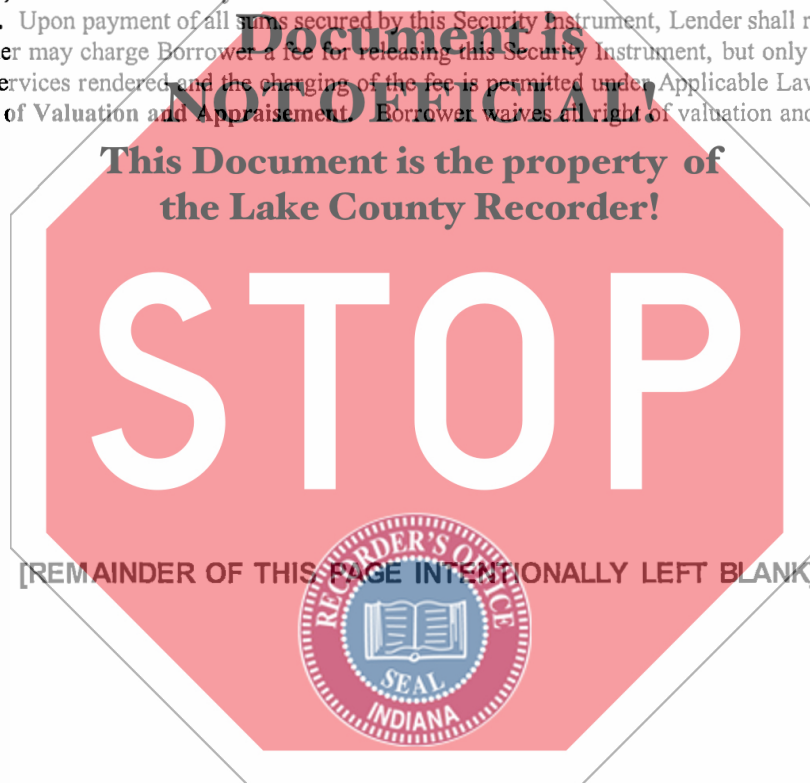 . Upon payment of all sums secured by this Security Instrument, Lender shall
er may charge Borrower a fee for releasing this Security Instrument, but only
ervices rendered and the charging of the fee is permitted under Applicable Law
of Valuation and Appraisement. Borrower waives all right of valuation and
Document is
NOT OFFICIAL!
This Document is the property of
the Lake County Recorder!
STOP
[REMAINDER OF THIS PAGE INTENTIONALLY LEFT BLANK]
RECORDER'S OFFICE
SEAL
INDIANA